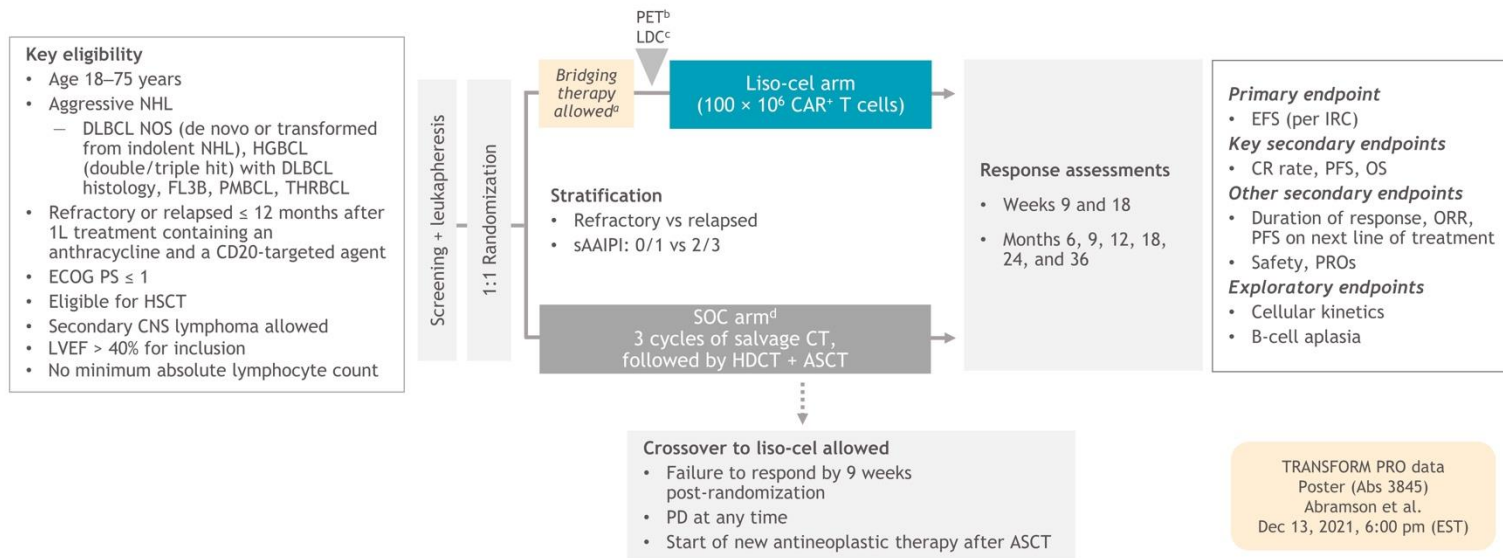 Key eligibility
• Age 18–75 years
• Aggressive NHL
– DLBCL NOS (de novo or transformed
from indolent NHL), HGBCL
(double/triple hit) with DLBCL
histology, FL3B, PMBCL, THRBCL
• Refractory or relapsed ≤ 12 months after
1L treatment containing an
anthracycline and a CD20-targeted agent
• ECOG PS ≤ 1
• Eligible for HSCT
• Secondary CNS lymphoma allowed
• LVEF > 40% for inclusion
• No minimum absolute lymphocyte count
Screening + leukapheresis
1:1 Randomization
PETᵇ
LDCᶜ
Bridging
therapy
allowedᵃ
Liso-cel arm
(100 × 10⁶ CAR⁺ T cells)
Stratification
• Refractory vs relapsed
• sAAIPI: 0/1 vs 2/3
SOC armᵈ
3 cycles of salvage CT,
followed by HDCT + ASCT
Crossover to liso-cel allowed
• Failure to respond by 9 weeks
post-randomization
• PD at any time
• Start of new antineoplastic therapy after ASCT
Response assessments
• Weeks 9 and 18
• Months 6, 9, 12, 18,
24, and 36
Primary endpoint
• EFS (per IRC)
Key secondary endpoints
• CR rate, PFS, OS
Other secondary endpoints
• Duration of response, ORR,
PFS on next line of treatment
• Safety, PROs
Exploratory endpoints
• Cellular kinetics
• B-cell aplasia
TRANSFORM PRO data
Poster (Abs 3845)
Abramson et al.
Dec 13, 2021, 6:00 pm (EST)